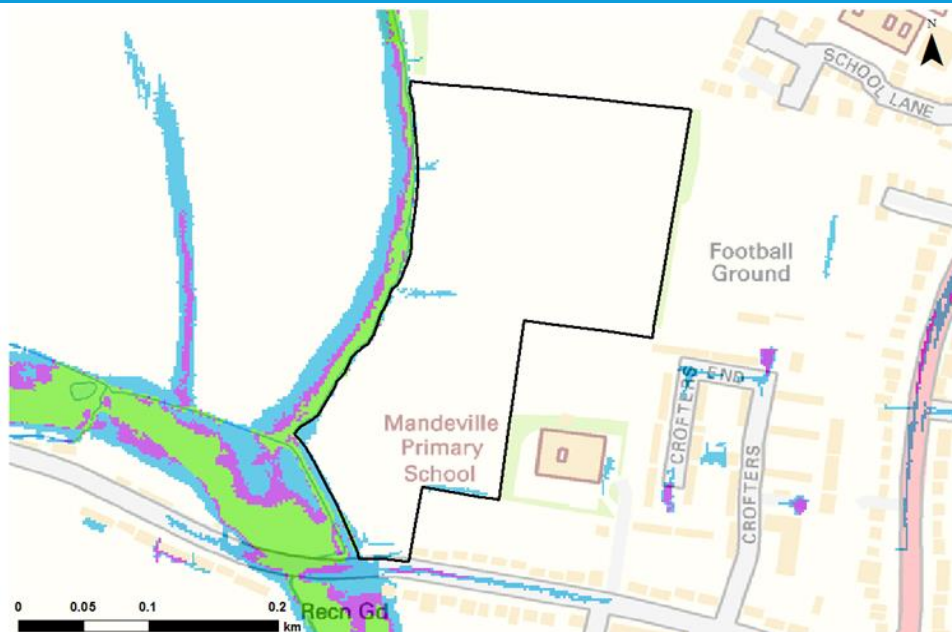 N
SCHOOL LANE
Football
Ground
Mandeville
Primary
School
CROFTERS
END
CROFTERS
Recn Gd
0 0.05 0.1 0.2
km